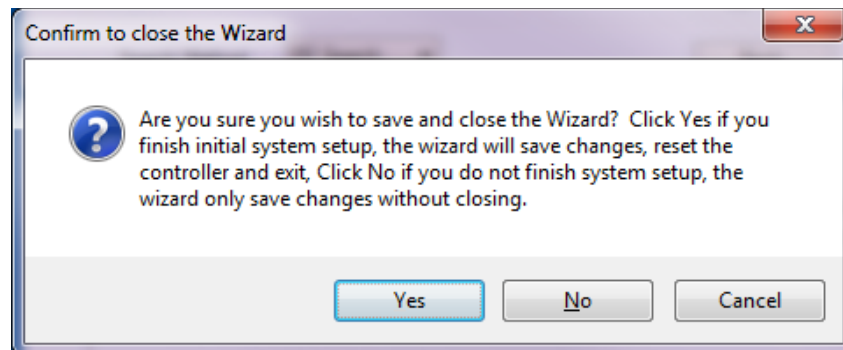 Confirm to close the Wizard
Are you sure you wish to save and close the Wizard?  Click Yes if you
finish initial system setup, the wizard will save changes, reset the
controller and exit, Click No if you do not finish system setup, the
wizard only save changes without closing.
Yes
No
Cancel